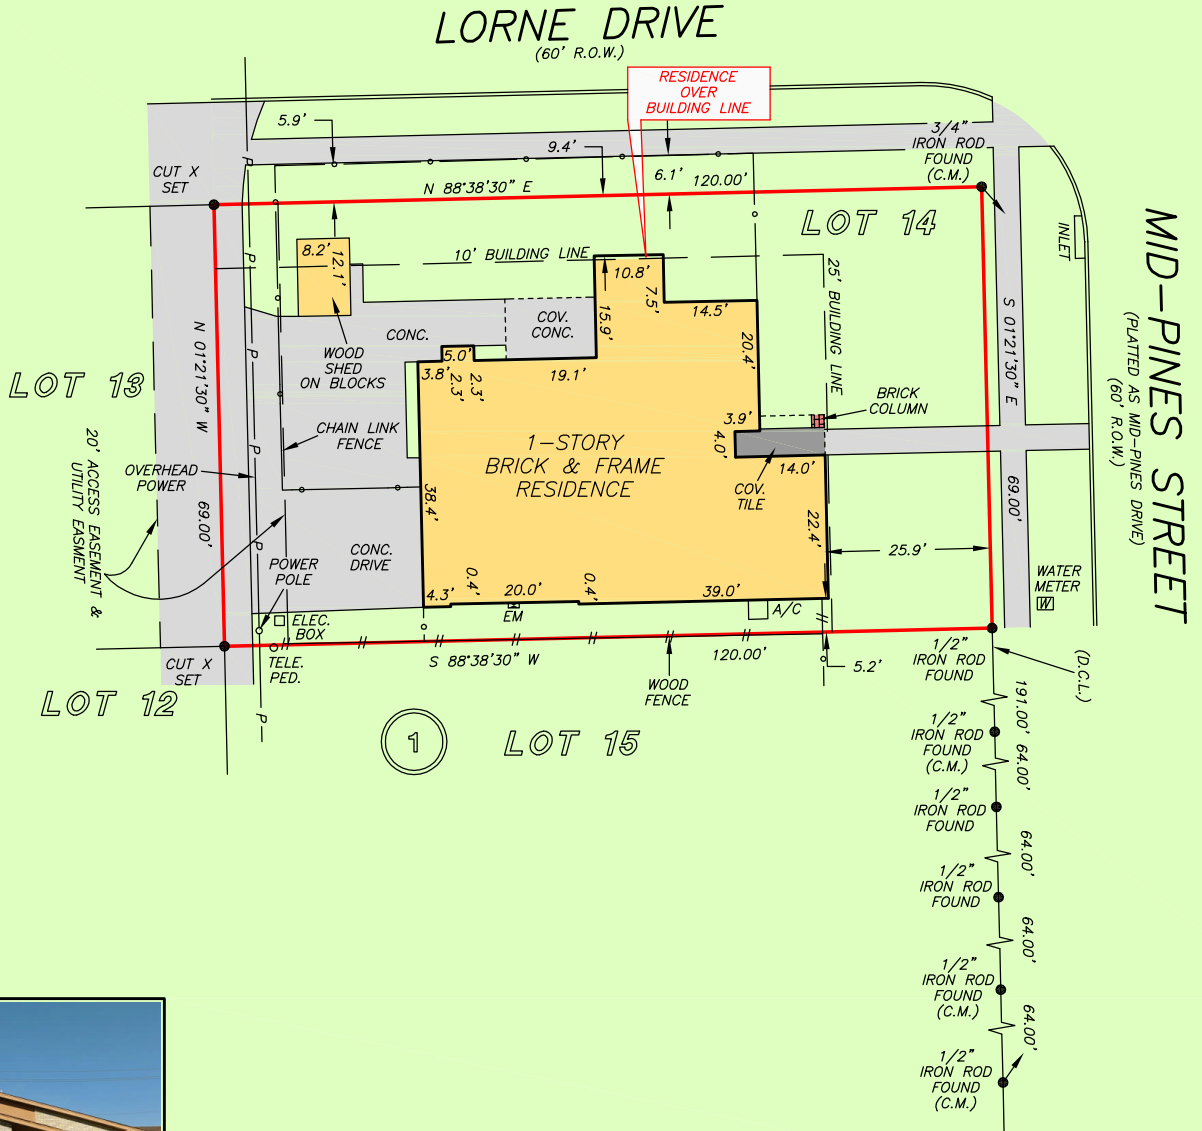 LORNE DRIVE
(60' R.O.W.)
RESIDENCE
OVER
BUILDING LINE
5.9'
9.4'
6.1'
3/4"
IRON ROD
FOUND
(C.M.)
CUT X
SET
N 88°38'30" E
120.00'
LOT 14
INLET
MID-PINES STREET
(PLATTED AS MID-PINES DRIVE)
(60' R.O.W.)
8.2'
12.1'
10' BUILDING LINE
25' BUILDING LINE
10.8'
7.5'
14.5'
15.9'
20.4'
COV.
CONC.
CONC.
WOOD
SHED
ON BLOCKS
5.0'
3.8'
2.3'
2.3'
19.1'
S 01°21'30" E
N 01°21'30" W
LOT 13
BRICK
COLUMN
3.9'
4.0'
14.0'
COV.
TILE
CHAIN LINK
FENCE
1-STORY
BRICK & FRAME
RESIDENCE
20' ACCESS EASEMENT &
UTILITY EASMENT
OVERHEAD
POWER
69.00'
69.00'
38.4'
22.4'
25.9'
CONC.
DRIVE
POWER
POLE
4.3'
0.4'
20.0'
0.4'
39.0'
EM
A/C
WATER
METER
W
ELEC.
BOX
TELE.
PED.
CUT X
SET
S 88°38'30" W
120.00'
5.2'
WOOD
FENCE
1/2"
IRON ROD
FOUND
(D.C.L.)
LOT 12
1
LOT 15
P
P
P
P
P
P
191.00'
1/2"
IRON ROD
FOUND
(C.M.)
64.00'
1/2"
IRON ROD
FOUND
64.00'
1/2"
IRON ROD
FOUND
64.00'
1/2"
IRON ROD
FOUND
(C.M.)
64.00'
1/2"
IRON ROD
FOUND
(C.M.)